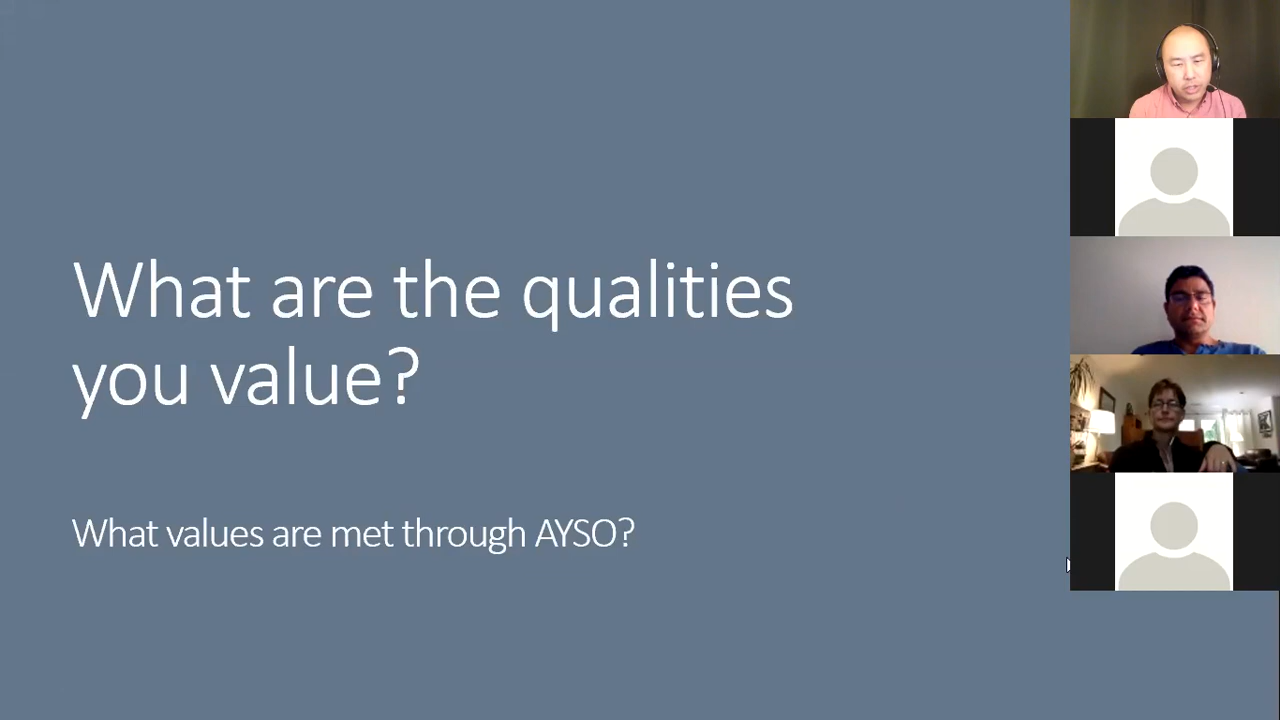 What are the qualities
you value?
What values are met through AYSO?